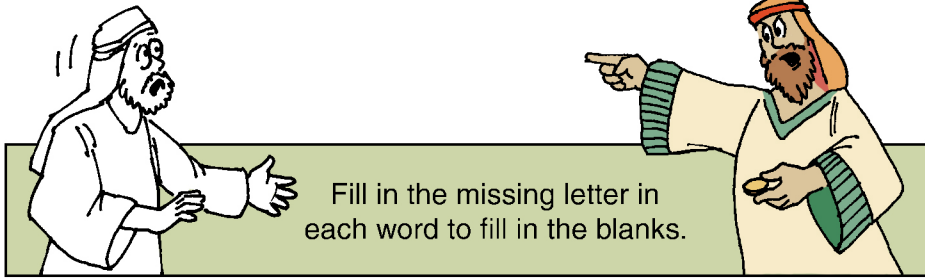 Fill in the missing letter in
each word to fill in the blanks.